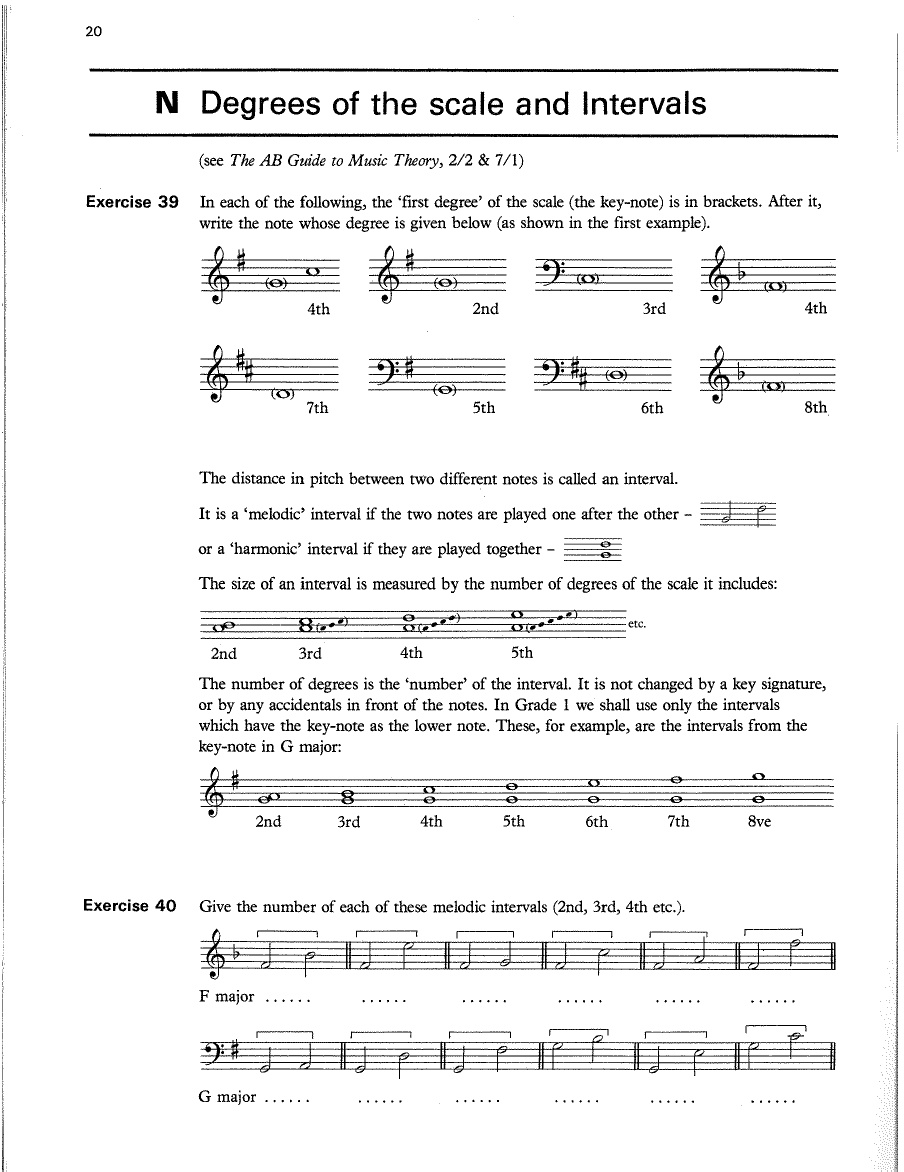 20
N Degrees of the scale and Intervals
(see The AB Guide to Music Theory, 2/2 & 7/1)
Exercise 39 In each of the following, the ‘first degree’ of the scale (the key-note) is in brackets. After it,
write the note whose degree is given below (as shown in the first example).
4th 2nd 3rd 4th
7th 5th 6th 8th
The distance in pitch between two different notes is called an interval.
It is a ‘melodic’ interval if the two notes are played one after the other –
or a ‘harmonic’ interval if they are played together –
The size of an interval is measured by the number of degrees of the scale it includes:
etc.
2nd 3rd 4th 5th
The number of degrees is the ‘number’ of the interval. It is not changed by a key signature,
or by any accidentals in front of the notes. In Grade 1 we shall use only the intervals
which have the key-note as the lower note. These, for example, are the intervals from the
key-note in G major:
2nd 3rd 4th 5th 6th 7th 8ve
Exercise 40 Give the number of each of these melodic intervals (2nd, 3rd, 4th etc.).
F major ...... ...... ...... ...... ...... ......
G major ...... ...... ...... ...... ...... ......